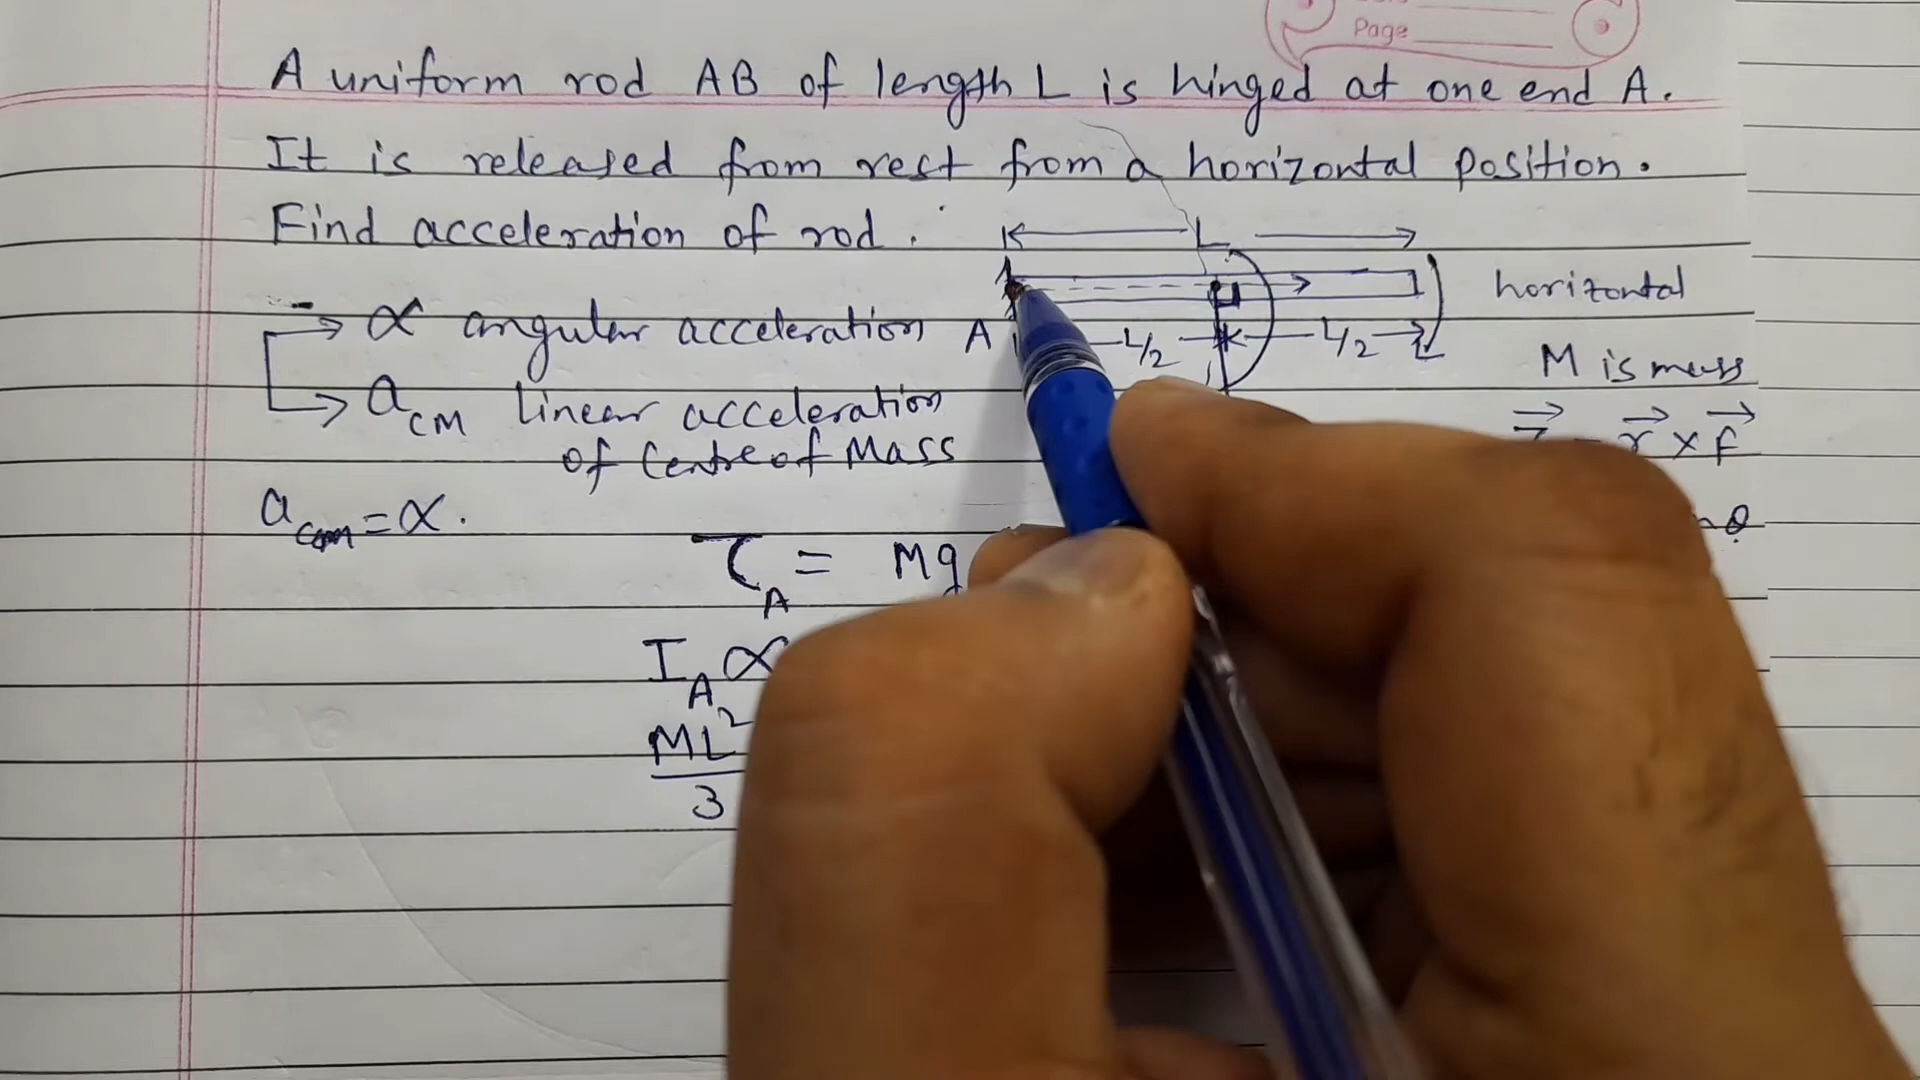 Page
A uniform rod AB of length L is hinged at one end A.
It is released from rest from a horizontal position.
Find acceleration of rod.
L
horizontal
→ α angular acceleration
A
L/2
L/2
M is mass
→ a_CM linear acceleration
of Centre of Mass
r⃗ × F⃗
a_com = α.
θ
τ_A = Mg
I_A α
ML²
3